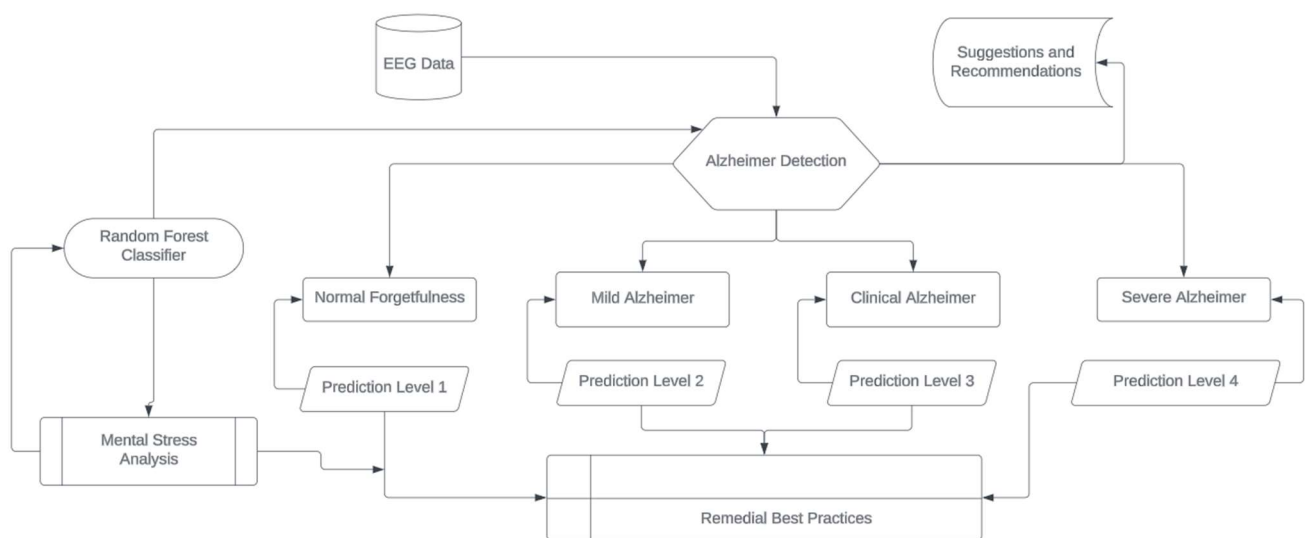 EEG Data
Suggestions and
Recommendations
Alzheimer Detection
Random Forest
Classifier
Normal Forgetfulness
Mild Alzheimer
Clinical Alzheimer
Severe Alzheimer
Prediction Level 1
Prediction Level 2
Prediction Level 3
Prediction Level 4
Mental Stress
Analysis
Remedial Best Practices